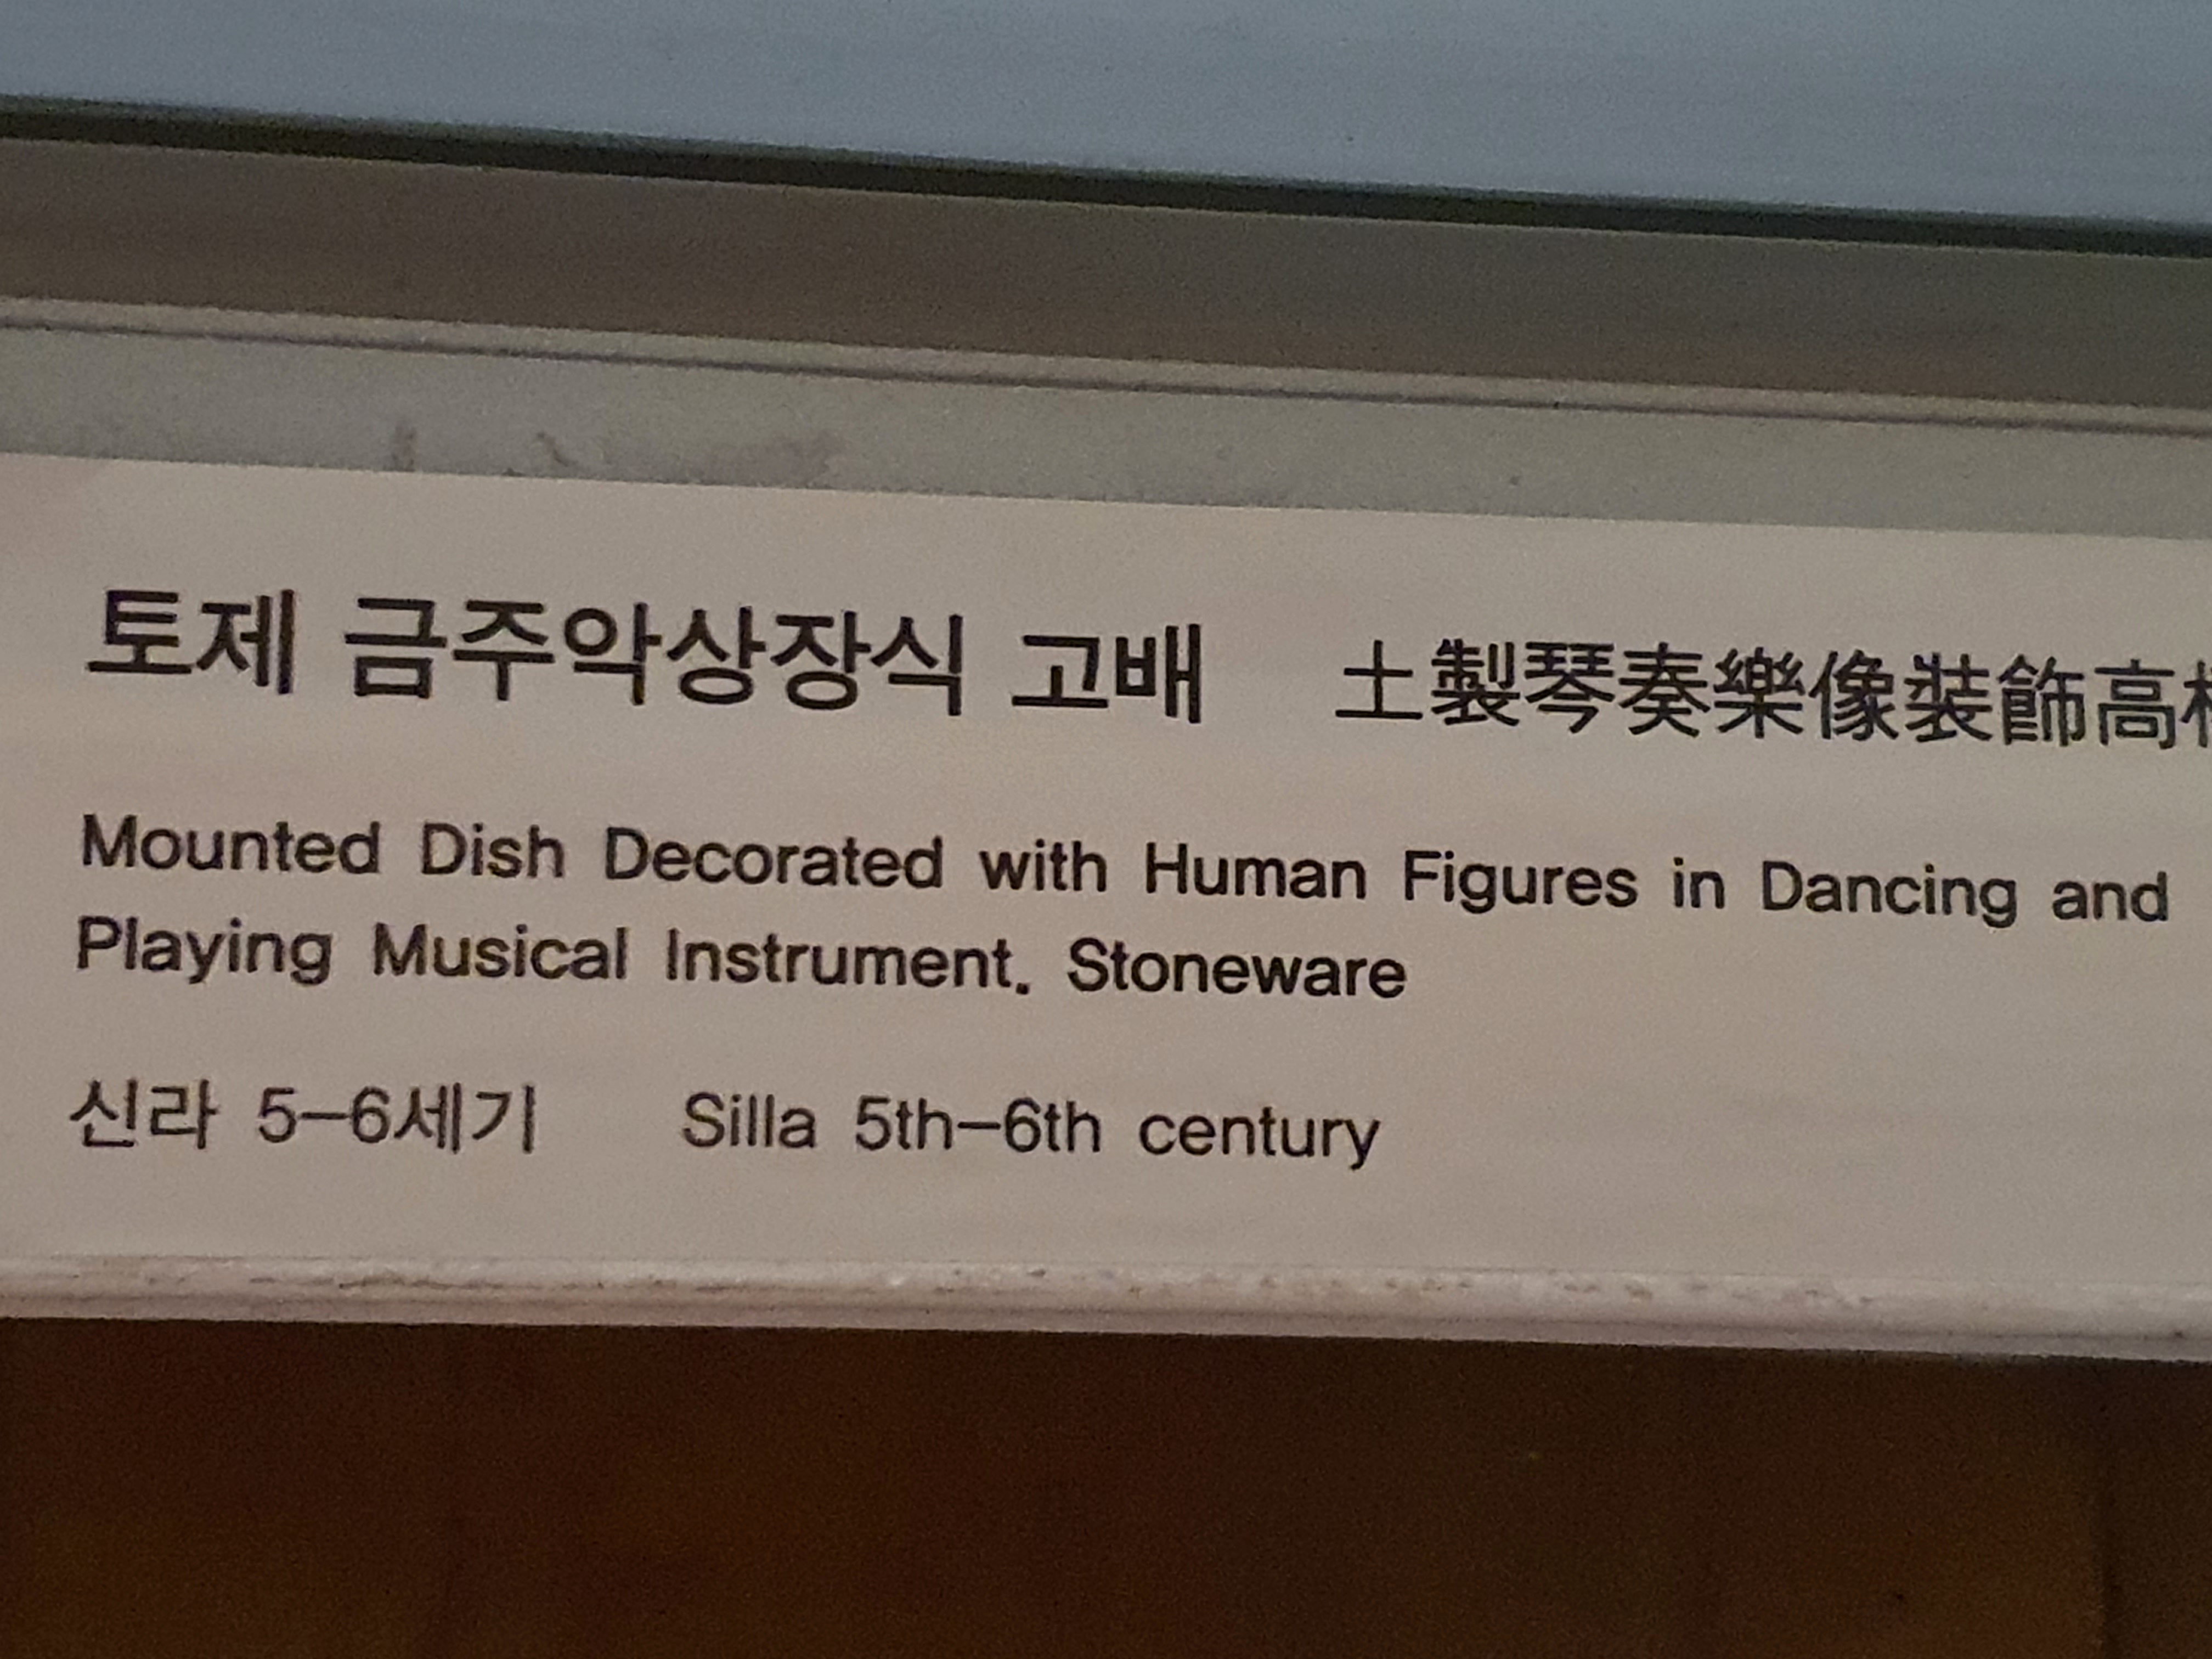 토제 금주악상장식 고배 土製琴奏樂像裝飾高
Mounted Dish Decorated with Human Figures in Dancing and
Playing Musical Instrument. Stoneware
신라 5-6세기 Silla 5th-6th century